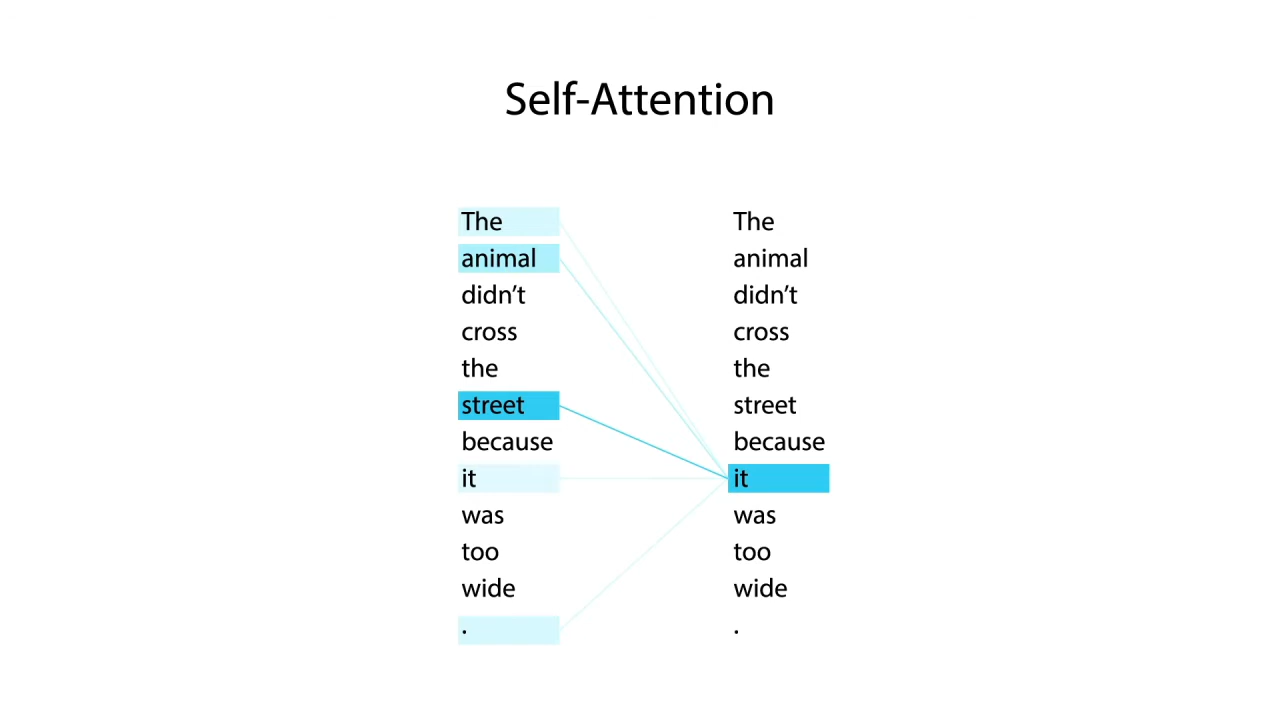 Self-Attention
The The
animal animal
didn’t didn’t
cross cross
the the
street street
because because
it it
was was
too too
wide wide
. .